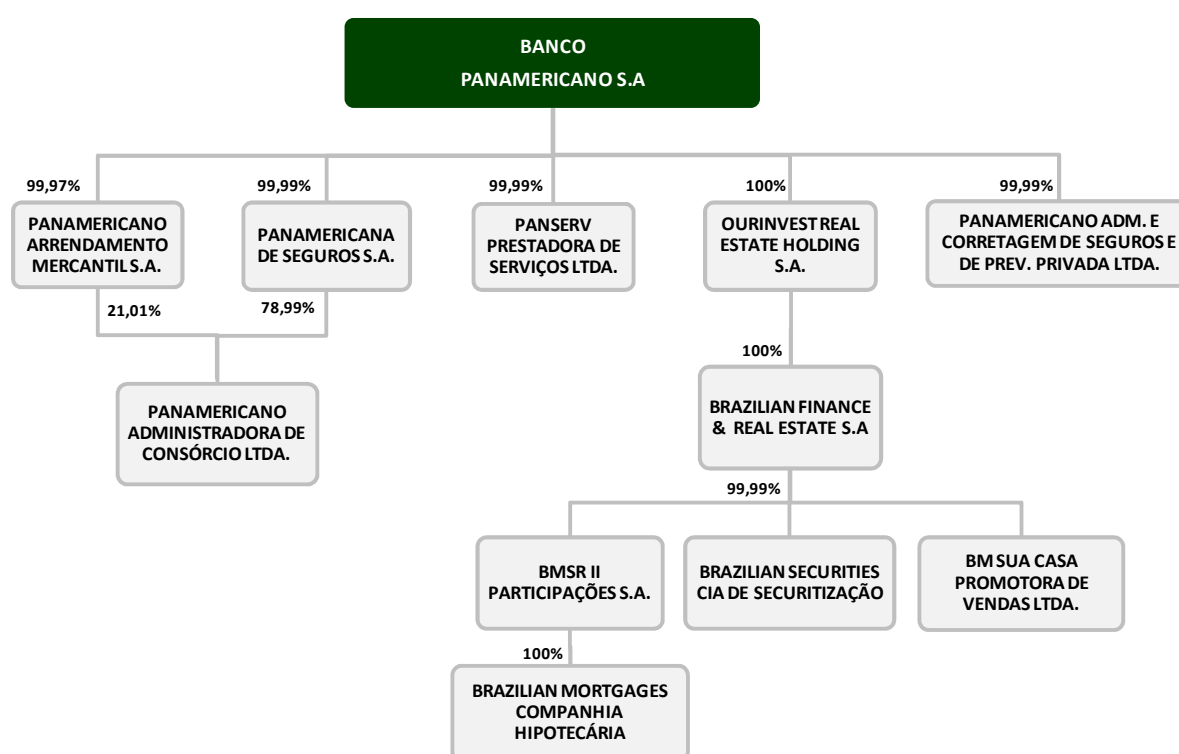 BANCO
PANAMERICANO S.A
99,97%
99,99%
99,99%
100%
99,99%
PANAMERICANO
ARRENDAMENTO
MERCANTIL S.A.
PANAMERICANA
DE SEGUROS S.A.
PANSERV
PRESTADORA DE
SERVIÇOS LTDA.
OURINVEST REAL
ESTATE HOLDING
S.A.
PANAMERICANO ADM. E
CORRETAGEM DE SEGUROS E
DE PREV. PRIVADA LTDA.
21,01%
78,99%
100%
PANAMERICANO
ADMINISTRADORA DE
CONSÓRCIO LTDA.
BRAZILIAN FINANCE
& REAL ESTATE S.A
99,99%
BMSR II
PARTICIPAÇÕES S.A.
BRAZILIAN SECURITIES
CIA DE SECURITIZAÇÃO
BM SUA CASA
PROMOTORA DE
VENDAS LTDA.
100%
BRAZILIAN MORTGAGES
COMPANHIA
HIPOTECÁRIA